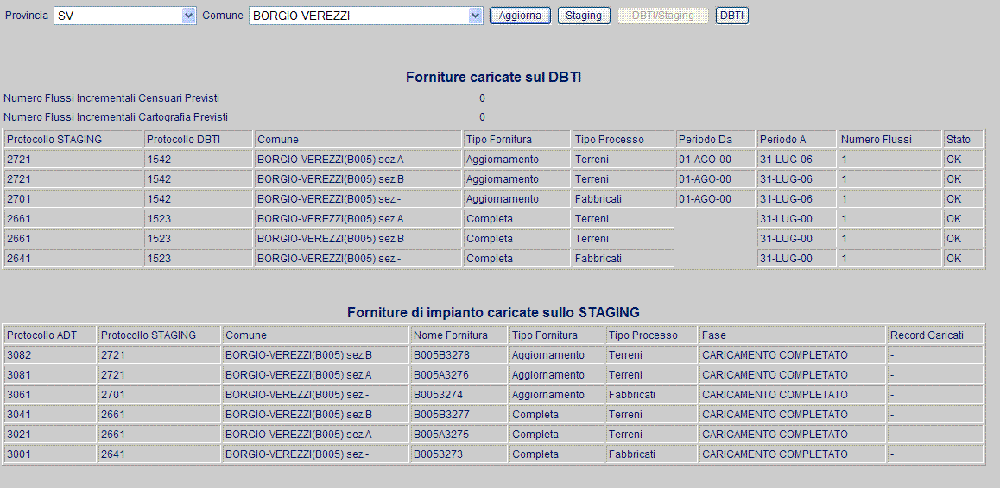 Provincia SV Comune BORGIO-VEREZZI Aggiorna Staging DBTI/Staging DBTI
Forniture caricate sul DBTI
Numero Flussi Incrementali Censuari Previsti 0
Numero Flussi Incrementali Cartografia Previsti 0
Protocollo STAGING Protocollo DBTI Comune Tipo Fornitura Tipo Processo Periodo Da Periodo A Numero Flussi Stato
2721 1542 BORGIO-VEREZZI(B005) sez.A Aggiornamento Terreni 01-AGO-00 31-LUG-06 1 OK
2721 1542 BORGIO-VEREZZI(B005) sez.B Aggiornamento Terreni 01-AGO-00 31-LUG-06 1 OK
2701 1542 BORGIO-VEREZZI(B005) sez.- Aggiornamento Fabbricati 01-AGO-00 31-LUG-06 1 OK
2661 1523 BORGIO-VEREZZI(B005) sez.A Completa Terreni 31-LUG-00 1 OK
2661 1523 BORGIO-VEREZZI(B005) sez.B Completa Terreni 31-LUG-00 1 OK
2641 1523 BORGIO-VEREZZI(B005) sez.- Completa Fabbricati 31-LUG-00 1 OK
Forniture di impianto caricate sullo STAGING
Protocollo ADT Protocollo STAGING Comune Nome Fornitura Tipo Fornitura Tipo Processo Fase Record Caricati
3082 2721 BORGIO-VEREZZI(B005) sez.B B005B3278 Aggiornamento Terreni CARICAMENTO COMPLETATO -
3081 2721 BORGIO-VEREZZI(B005) sez.A B005A3276 Aggiornamento Terreni CARICAMENTO COMPLETATO -
3061 2701 BORGIO-VEREZZI(B005) sez.- B0053274 Aggiornamento Fabbricati CARICAMENTO COMPLETATO -
3041 2661 BORGIO-VEREZZI(B005) sez.B B005B3277 Completa Terreni CARICAMENTO COMPLETATO -
3021 2661 BORGIO-VEREZZI(B005) sez.A B005A3275 Completa Terreni CARICAMENTO COMPLETATO -
3001 2641 BORGIO-VEREZZI(B005) sez.- B0053273 Completa Fabbricati CARICAMENTO COMPLETATO -